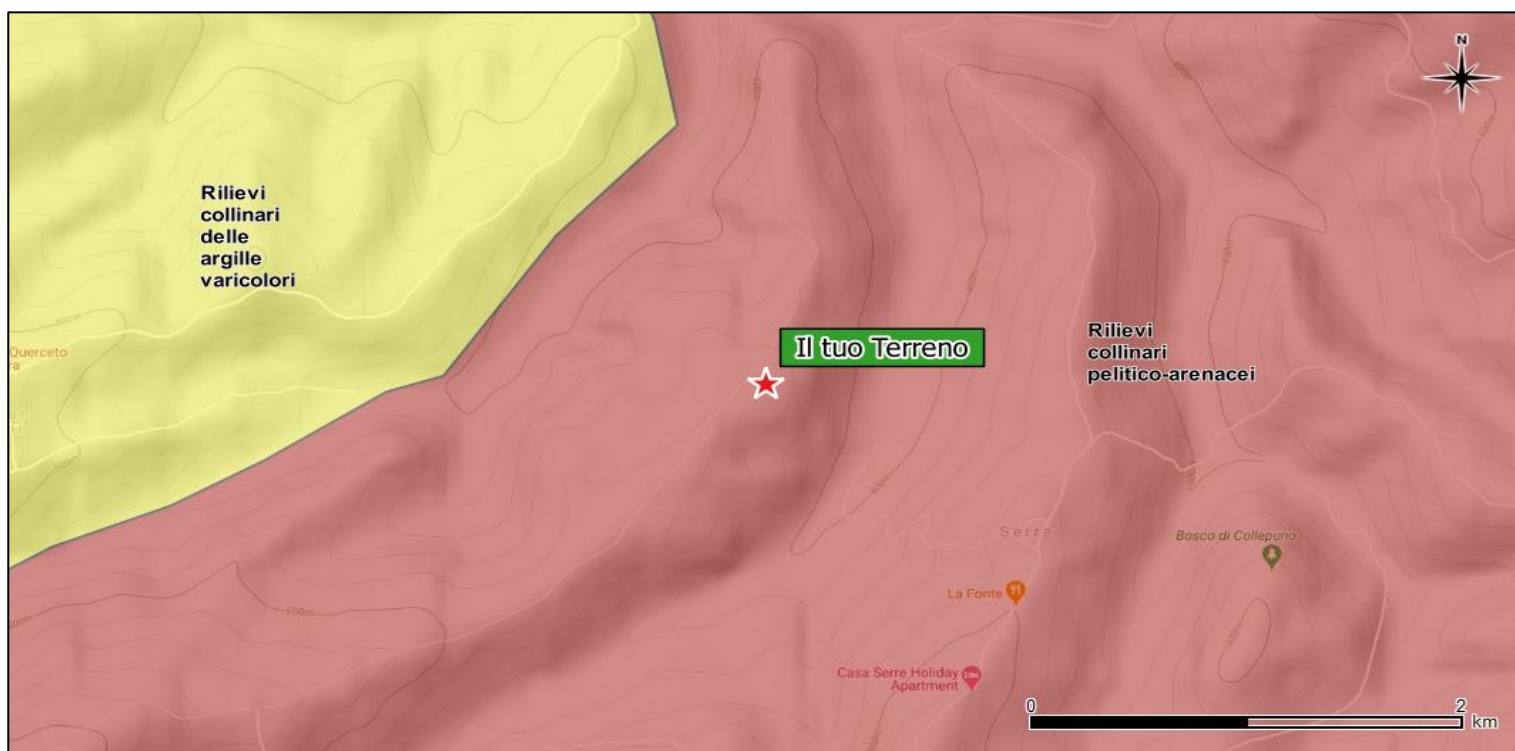 N
Rilievi
collinari
delle
argille
varicolori
Querceto
Il tuo Terreno
Rilievi
collinari
pelitico-arenacei
Serre
Bosco di Collepuno
La Fonte
Casa Serre Holiday
Apartment
0
2
km